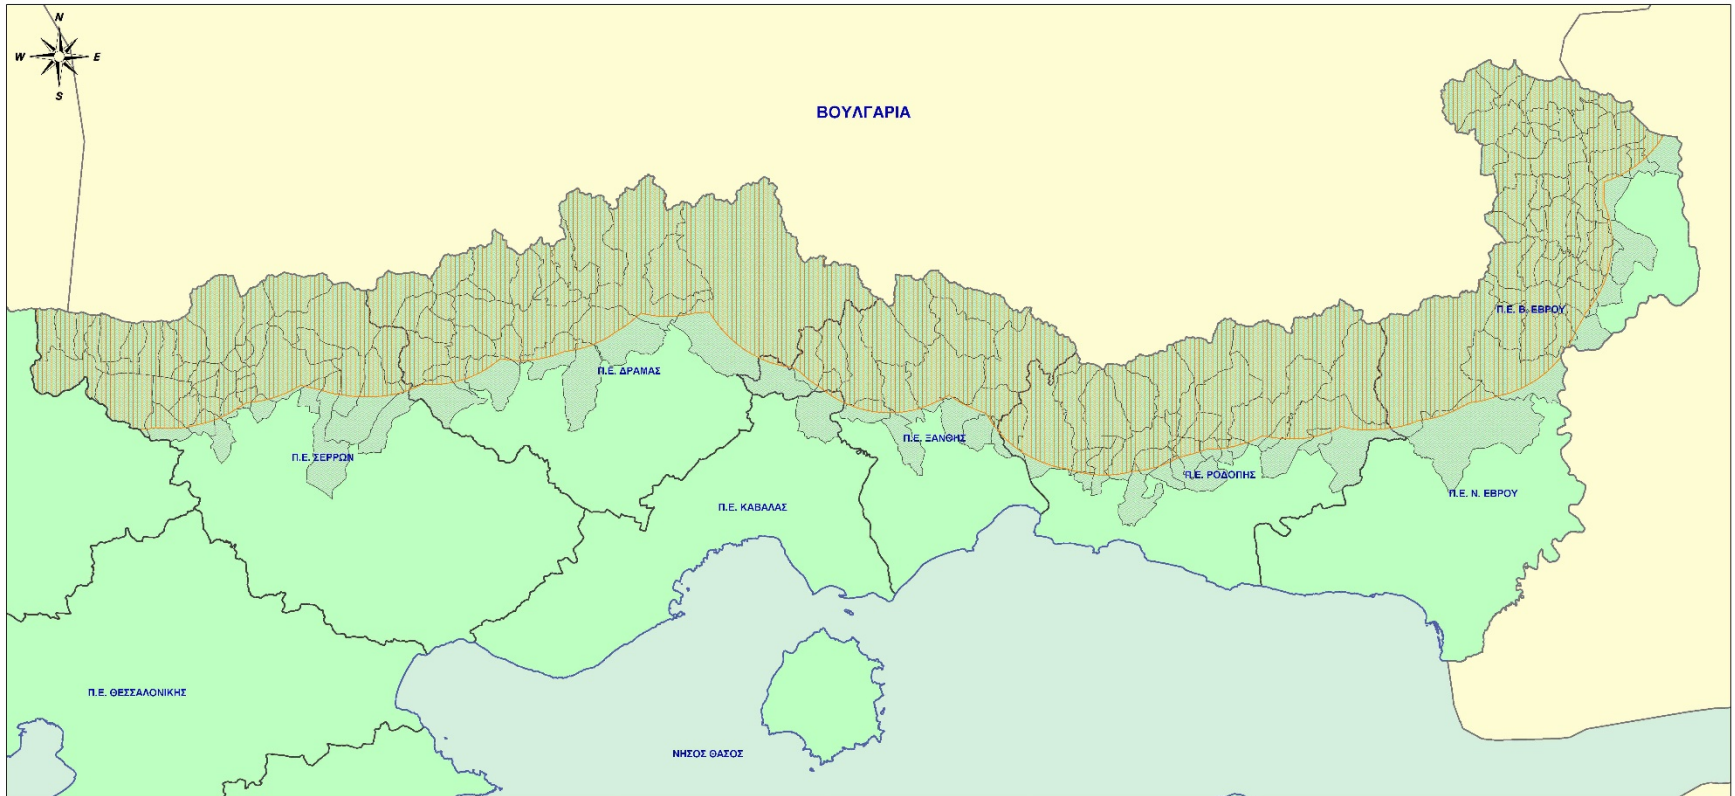 N
W E
S
ΒΟΥΛΓΑΡΙΑ
Π.Ε. Β. ΕΒΡΟΥ
Π.Ε. ΔΡΑΜΑΣ
Π.Ε. ΞΑΝΘΗΣ
Π.Ε. ΣΕΡΡΩΝ
Π.Ε. ΡΟΔΟΠΗΣ
Π.Ε. Ν. ΕΒΡΟΥ
Π.Ε. ΚΑΒΑΛΑΣ
Π.Ε. ΘΕΣΣΑΛΟΝΙΚΗΣ
ΝΗΣΟΣ ΘΑΣΟΣ